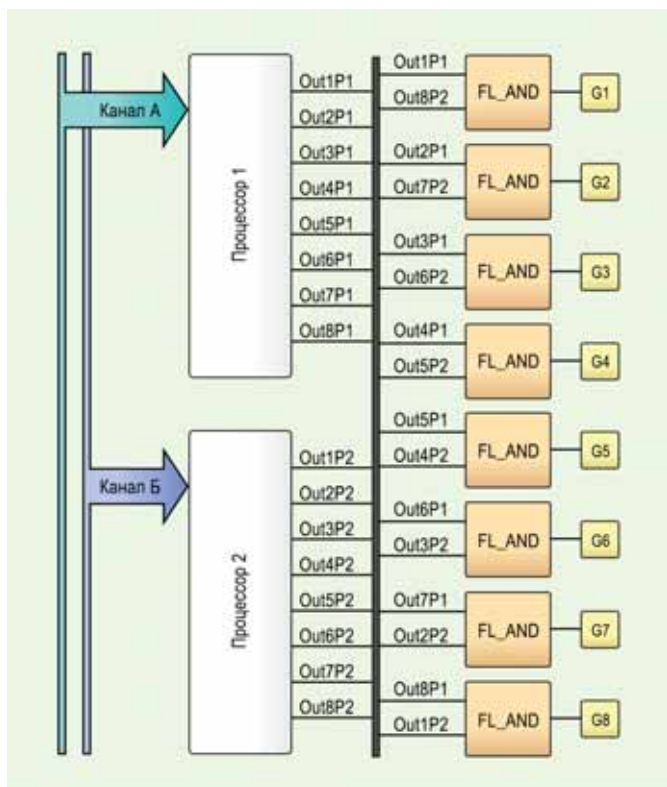 Канал А
Процессор 1
Out1P1
Out2P1
Out3P1
Out4P1
Out5P1
Out6P1
Out7P1
Out8P1
Канал Б
Процессор 2
Out1P2
Out2P2
Out3P2
Out4P2
Out5P2
Out6P2
Out7P2
Out8P2
Out1P1
Out8P2
FL_AND
G1
Out2P1
Out7P2
FL_AND
G2
Out3P1
Out6P2
FL_AND
G3
Out4P1
Out5P2
FL_AND
G4
Out5P1
Out4P2
FL_AND
G5
Out6P1
Out3P2
FL_AND
G6
Out7P1
Out2P2
FL_AND
G7
Out8P1
Out1P2
FL_AND
G8